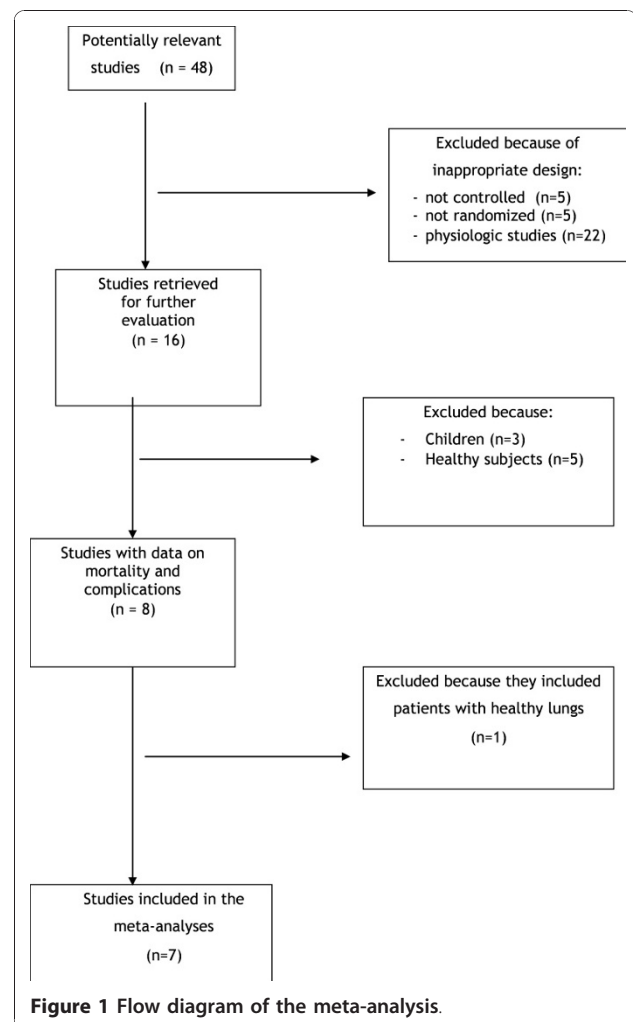 Potentially relevant
studies (n = 48)
Excluded because of
inappropriate design:
- not controlled (n=5)
- not randomized (n=5)
- physiologic studies (n=22)
Studies retrieved
for further
evaluation
(n = 16)
Excluded because:
- Children (n=3)
- Healthy subjects (n=5)
Studies with data on
mortality and
complications
(n = 8)
Excluded because they included
patients with healthy lungs
(n=1)
Studies included in the
meta-analyses
(n=7)
Figure 1 Flow diagram of the meta-analysis.